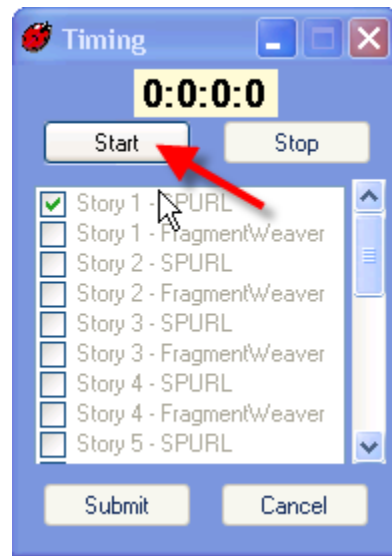 Timing
0:0:0:0
Start Stop
Story 1 - SPURL
Story 1 - FragmentWeaver
Story 2 - SPURL
Story 2 - FragmentWeaver
Story 3 - SPURL
Story 3 - FragmentWeaver
Story 4 - SPURL
Story 4 - FragmentWeaver
Story 5 - SPURL
Submit Cancel